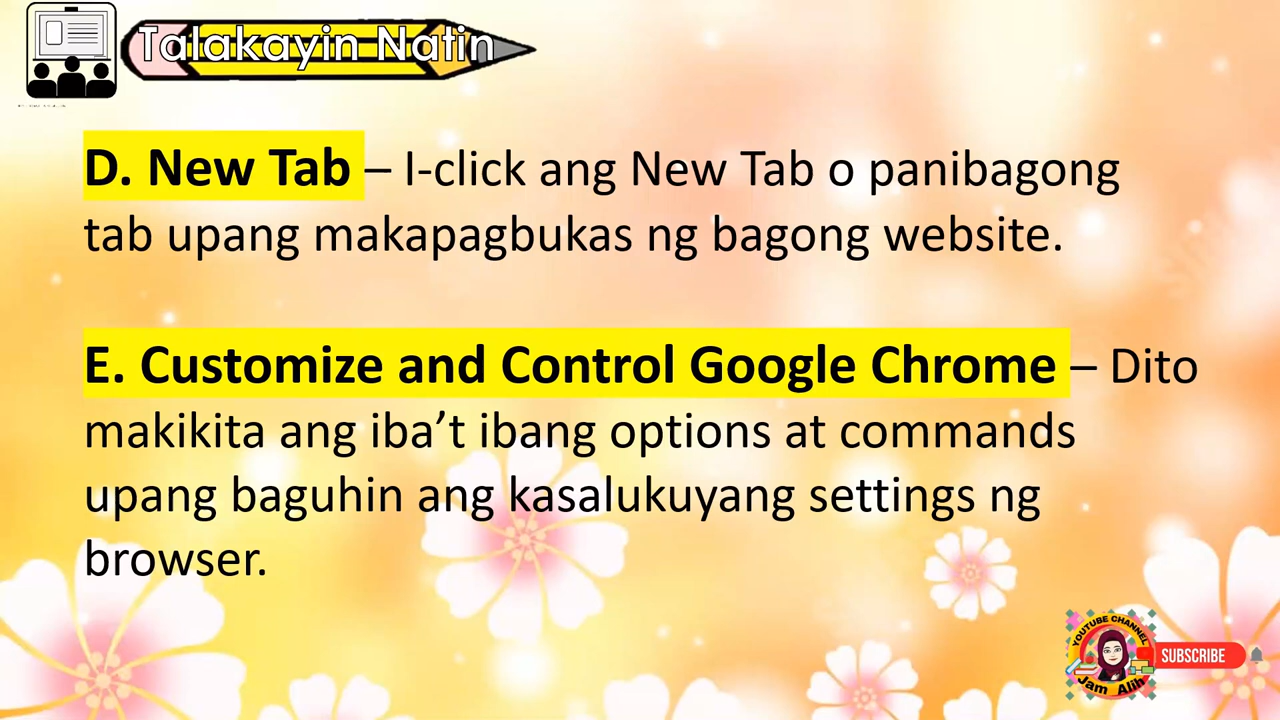 Talakayin Natin
D. New Tab – I-click ang New Tab o panibagong
tab upang makapagbukas ng bagong website.
E. Customize and Control Google Chrome – Dito
makikita ang iba’t ibang options at commands
upang baguhin ang kasalukuyang settings ng
browser.
YOUTUBE CHANNEL
Jam Alih
SUBSCRIBE